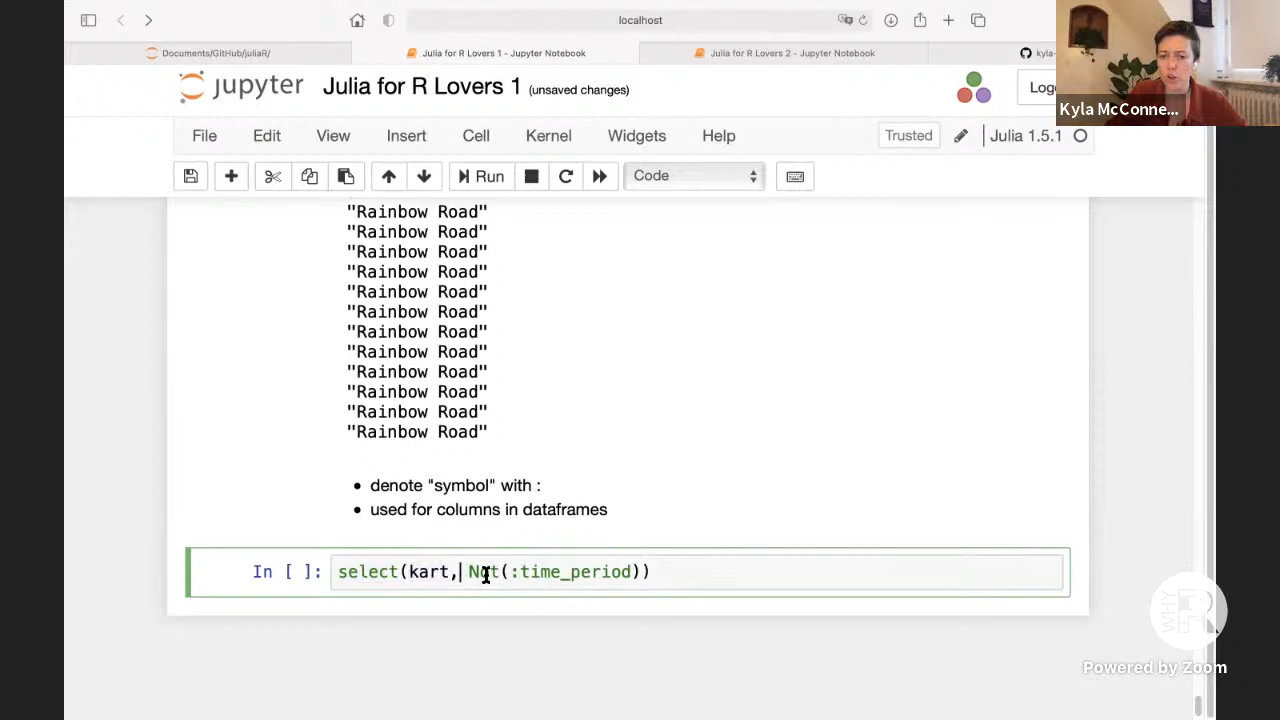 localhost
Documents/GitHub/juliaR/
Julia for R Lovers 1 - Jupyter Notebook
Julia for R Lovers 2 - Jupyter Notebook
kyla-
jupyter
Julia for R Lovers 1 (unsaved changes)
Log
Kyla McConne...
File Edit View Insert Cell Kernel Widgets Help
Trusted
Julia 1.5.1
Run
Code
"Rainbow Road"
"Rainbow Road"
"Rainbow Road"
"Rainbow Road"
"Rainbow Road"
"Rainbow Road"
"Rainbow Road"
"Rainbow Road"
"Rainbow Road"
"Rainbow Road"
"Rainbow Road"
"Rainbow Road"
• denote "symbol" with :
• used for columns in dataframes
In [ ]: select(kart, Not(:time_period))
WHY R
Powered by Zoom